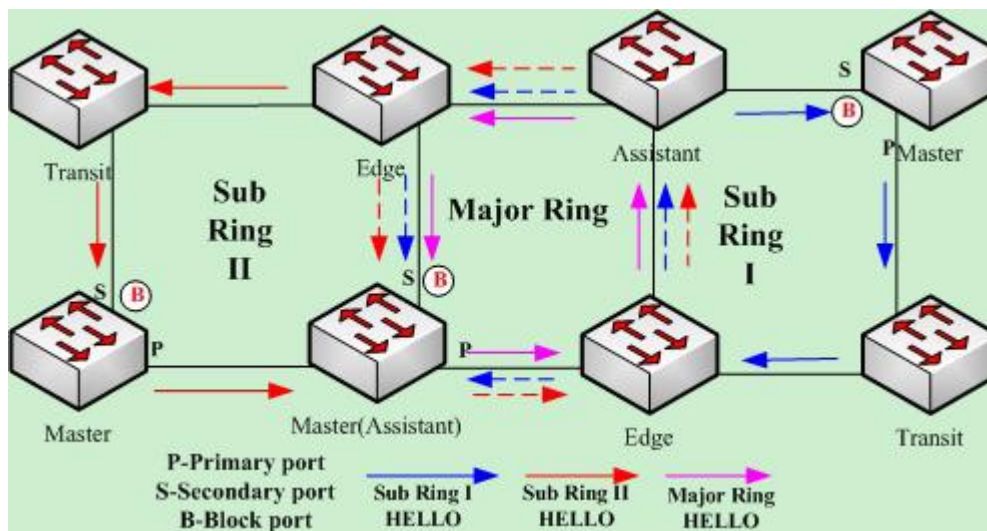 S
B
Transit
Edge
Assistant
P
Master
Sub
Ring
II
Major Ring
Sub
Ring
I
S
B
S
B
P
P
Master
Master(Assistant)
Edge
Transit
P-Primary port
S-Secondary port
B-Block port
Sub Ring I
HELLO
Sub Ring II
HELLO
Major Ring
HELLO